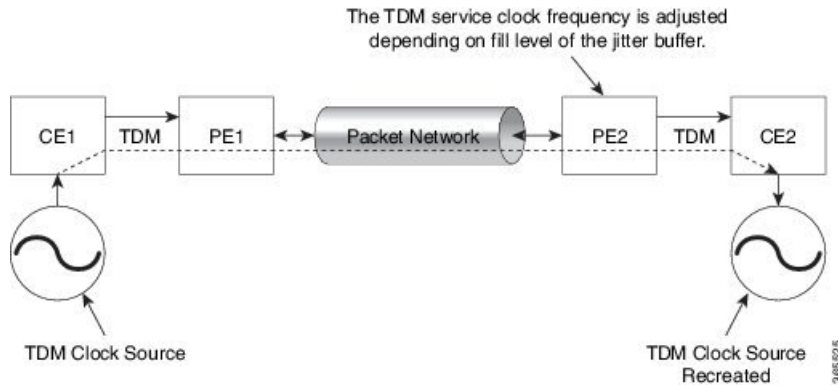 The TDM service clock frequency is adjusted
depending on fill level of the jitter buffer.
CE1
TDM
PE1
Packet Network
PE2
TDM
CE2
TDM Clock Source
TDM Clock Source
Recreated